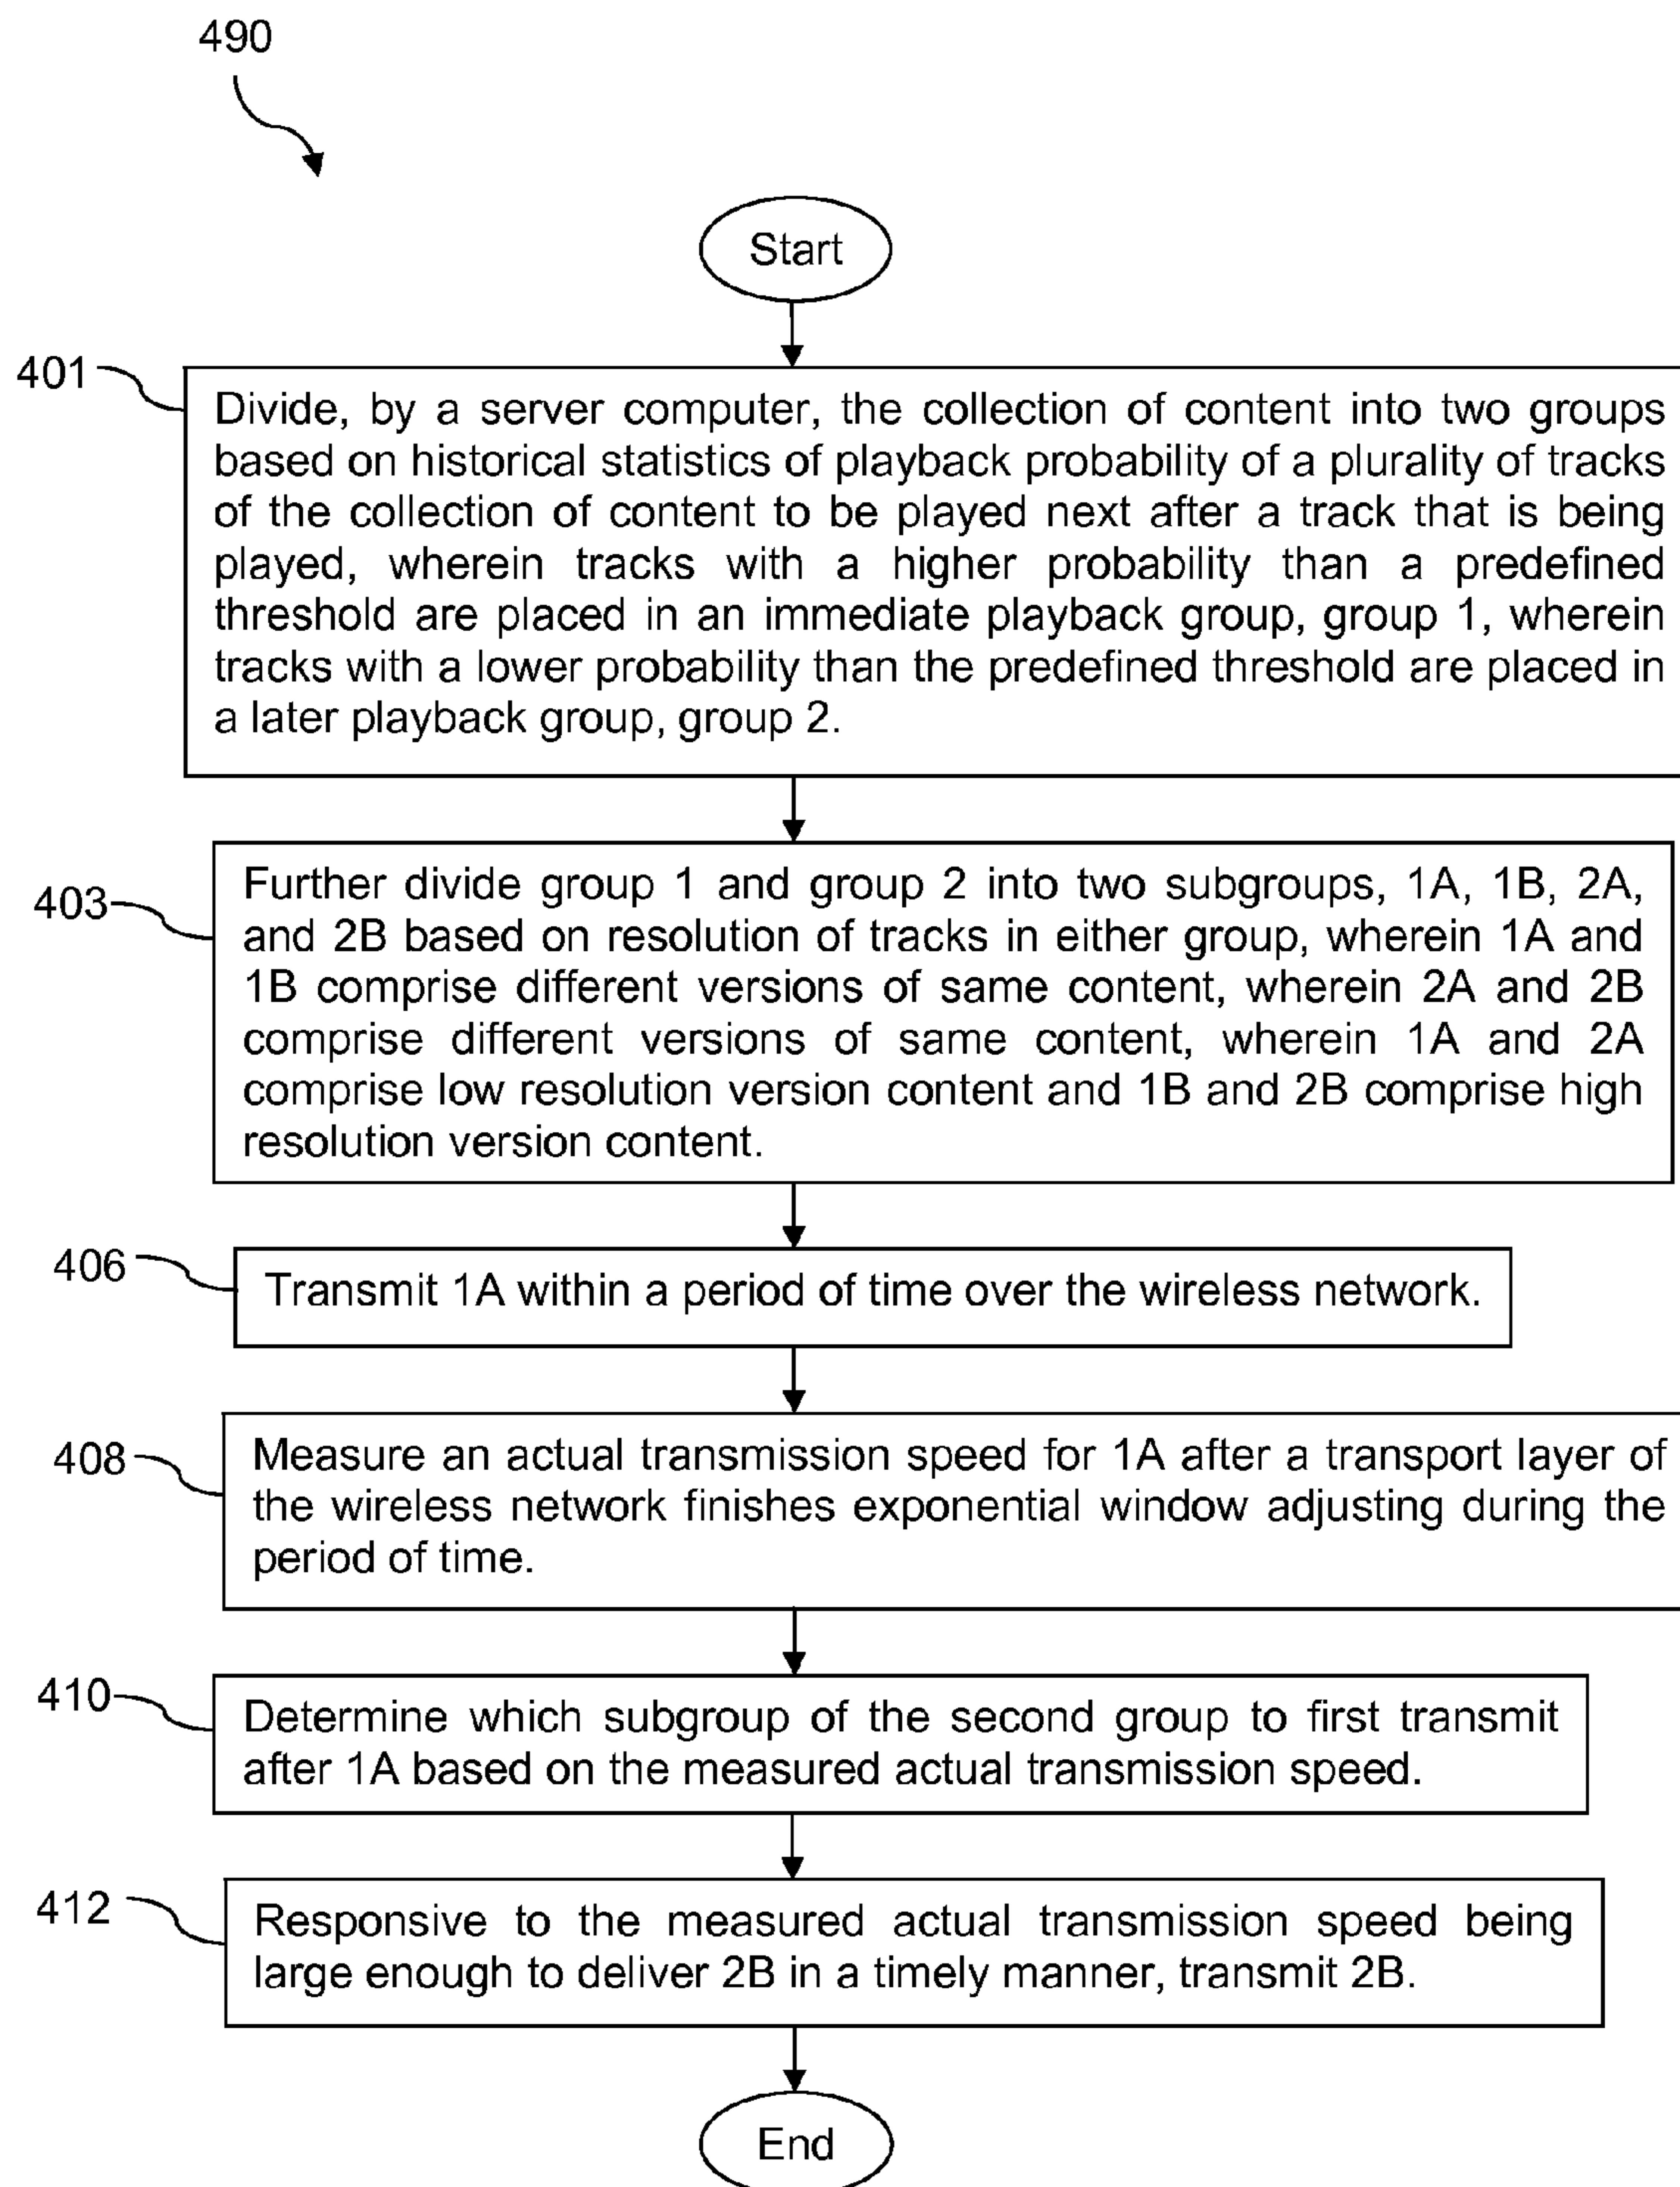 490
Start
401
Divide, by a server computer, the collection of content into two groups
based on historical statistics of playback probability of a plurality of tracks
of the collection of content to be played next after a track that is being
played, wherein tracks with a higher probability than a predefined
threshold are placed in an immediate playback group, group 1, wherein
tracks with a lower probability than the predefined threshold are placed in
a later playback group, group 2.
403
Further divide group 1 and group 2 into two subgroups, 1A, 1B, 2A,
and 2B based on resolution of tracks in either group, wherein 1A and
1B comprise different versions of same content, wherein 2A and 2B
comprise different versions of same content, wherein 1A and 2A
comprise low resolution version content and 1B and 2B comprise high
resolution version content.
406
Transmit 1A within a period of time over the wireless network.
408
Measure an actual transmission speed for 1A after a transport layer of
the wireless network finishes exponential window adjusting during the
period of time.
410
Determine which subgroup of the second group to first transmit
after 1A based on the measured actual transmission speed.
412
Responsive to the measured actual transmission speed being
large enough to deliver 2B in a timely manner, transmit 2B.
End